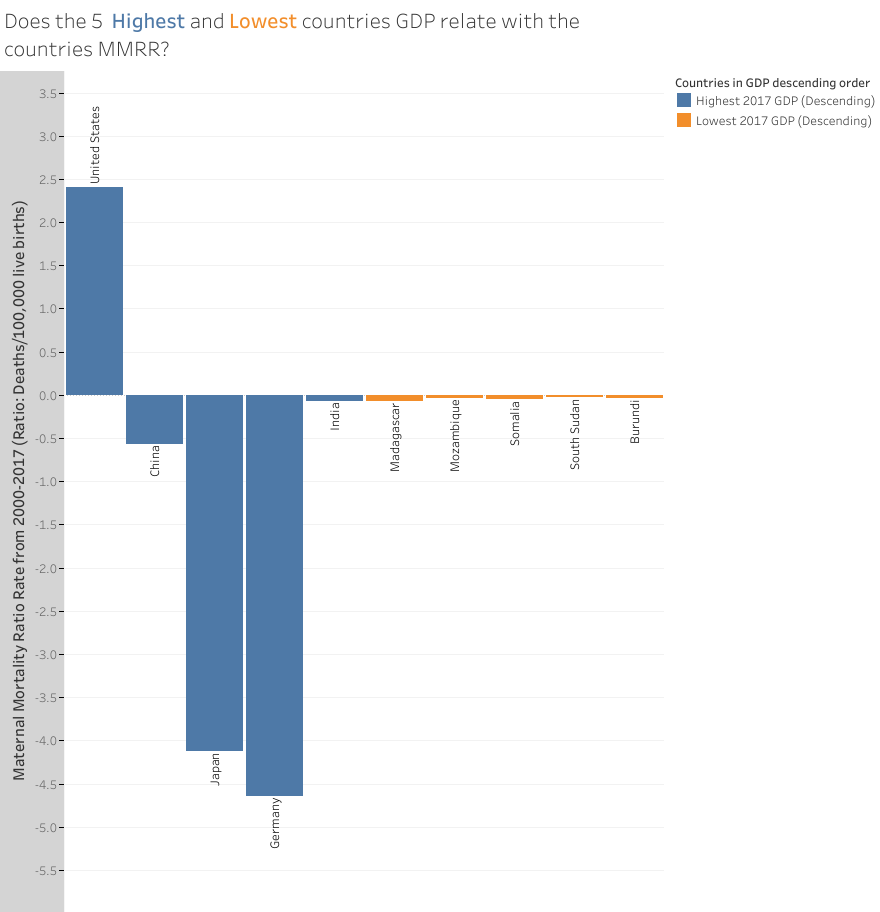 Does the 5 Highest and Lowest countries GDP relate with the
countries MMRR?
Countries in GDP descending order
Highest 2017 GDP (Descending)
Lowest 2017 GDP (Descending)
Maternal Mortality Ratio Rate from 2000-2017 (Ratio: Deaths/100,000 live births)
3.5
3.0
2.5
2.0
1.5
1.0
0.5
0.0
-0.5
-1.0
-1.5
-2.0
-2.5
-3.0
-3.5
-4.0
-4.5
-5.0
-5.5
United States
China
Japan
Germany
India
Madagascar
Mozambique
Somalia
South Sudan
Burundi